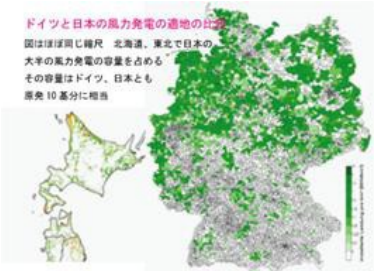 ドイツと日本の風力発電の適地の比
図はほぼ同じ縮尺　北海道、東北で日本の
大半の風力発電の容量を占める
その容量はドイツ、日本とも
原発 10 基分に相当